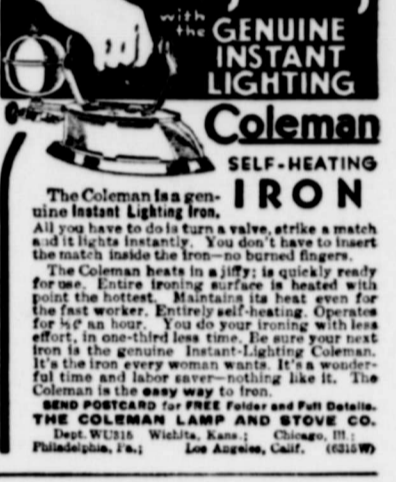 with
the GENUINE
INSTANT
LIGHTING
Coleman
SELF-HEATING
IRON
The Coleman is a gen-
uine Instant Lighting Iron.
All you have to do is turn a valve, strike a match
and it lights instantly. You don't have to insert
the match inside the iron—no burned fingers.
The Coleman heats in a jiffy; is quickly ready
for use. Entire ironing surface is heated with
point the hottest. Maintains its heat even for
the fast worker. Entirely self-heating. Operates
for ½¢ an hour. You do your ironing with less
effort, in one-third less time. Be sure your next
iron is the genuine Instant-Lighting Coleman.
It's the iron every woman wants. It's a wonder-
ful time and labor saver—nothing like it. The
Coleman is the easy way to iron.
SEND POSTCARD for FREE Folder and Full Details.
THE COLEMAN LAMP AND STOVE CO.
Dept. WU315 Wichita, Kans.; Chicago, Ill.;
Philadelphia, Pa.; Los Angeles, Calif. (6315W)